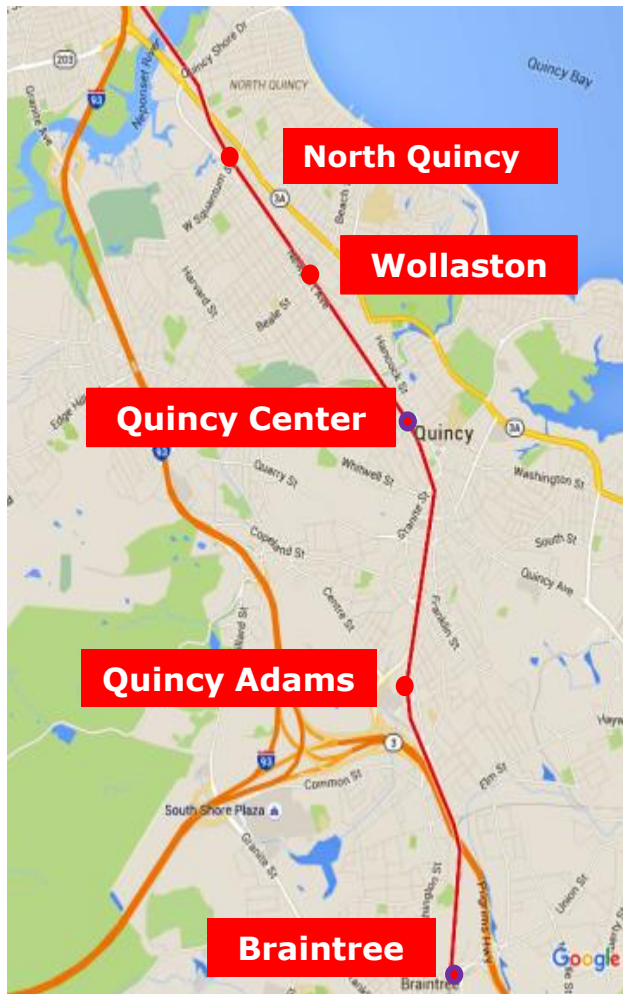 Quincy Shore Dr
203
Neponset River
NORTH QUINCY
Quincy Bay
93
Granite Ave
North Quincy
W Squantum S
3A
Beach
Wollaston
Harvard St
Beale St
Hancock St
Edge Hill
Quincy Center
Quincy
3A
93
Whitwell St
Quarry St
Washington St
Granite St
Copeland St
South St
Centre St
Quincy Ave
Franklin St
Quincy Adams
3
93
Common St
Elm St
South Shore Plaza
Granite St
Pilgrims Hwy
Union St
Braintree
Google
Braintree